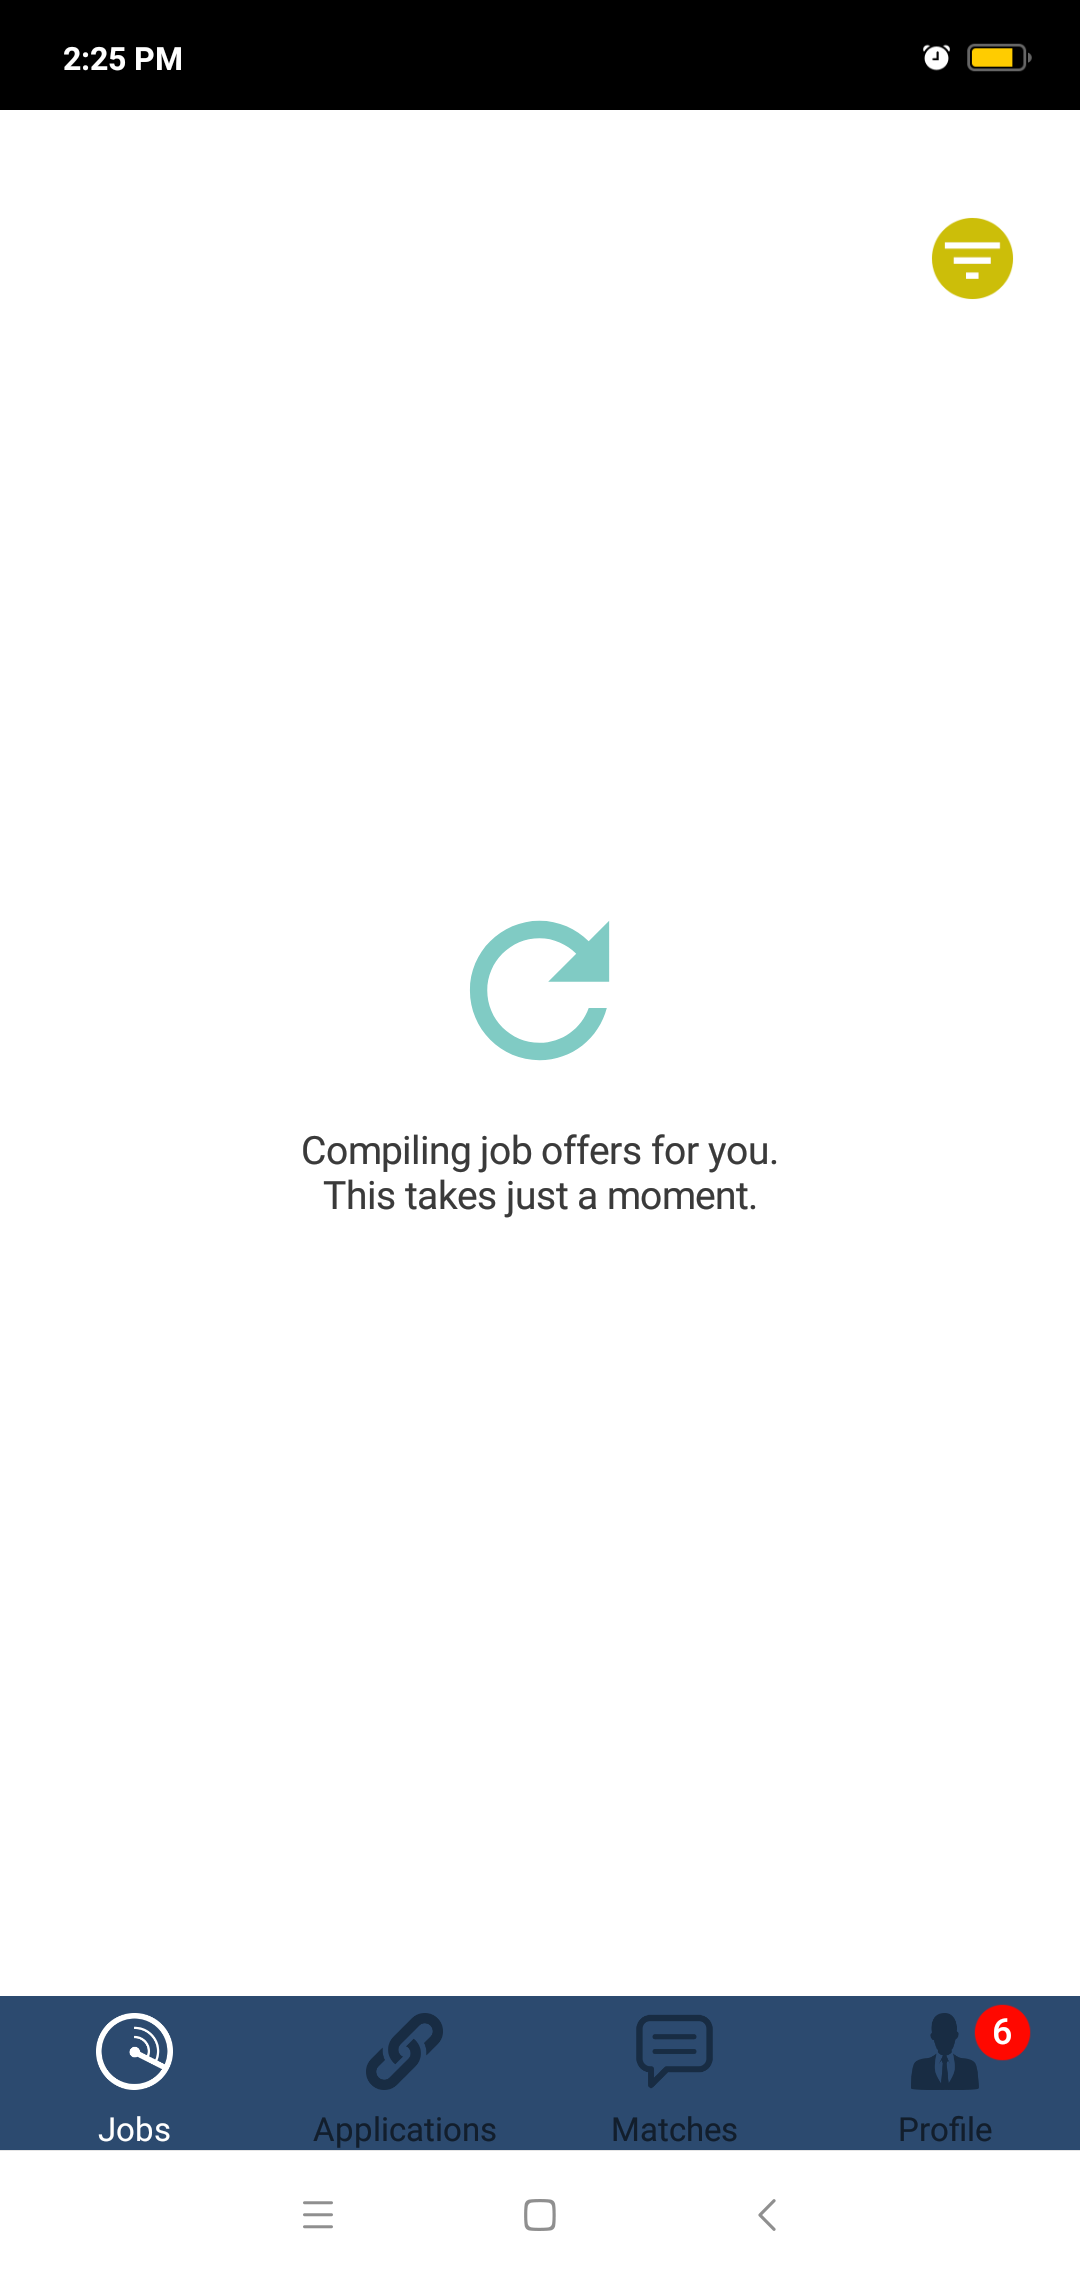 2:25 PM
Compiling job offers for you.
This takes just a moment.
6
Jobs
Applications
Matches
Profile